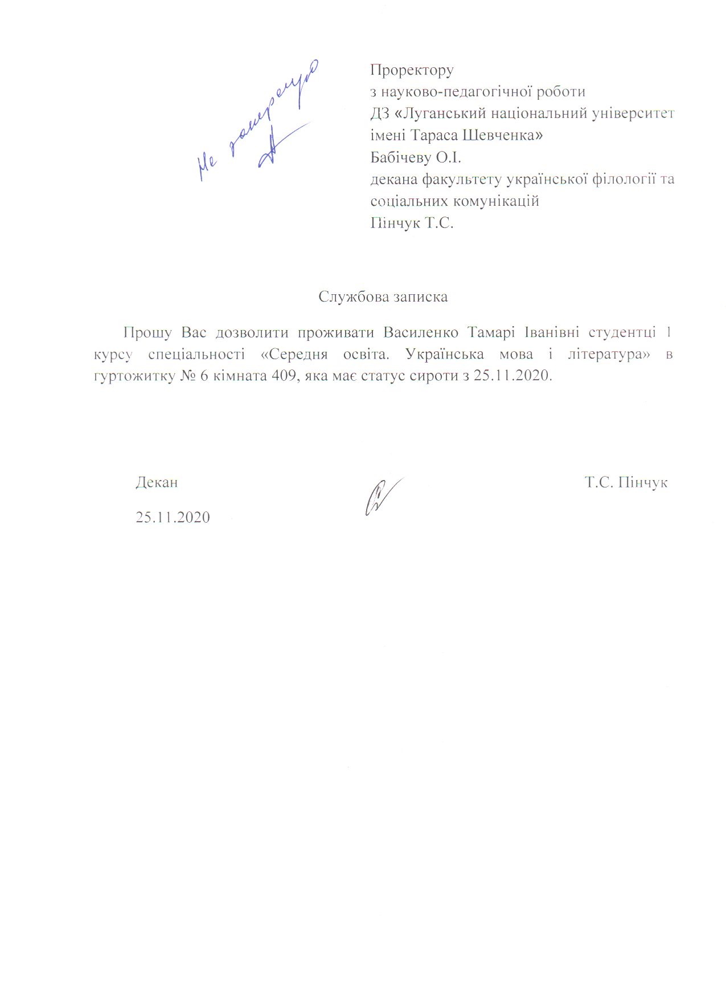 Не заперечую
Проректору
з науково-педагогічної роботи
ДЗ «Луганський національний університет
імені Тараса Шевченка»
Бабічеву О.І.
декана факультету української філології та
соціальних комунікацій
Пінчук Т.С.
Службова записка
Прошу Вас дозволити проживати Василенко Тамарі Іванівні студентці 1
курсу спеціальності «Середня освіта. Українська мова і література» в
гуртожитку № 6 кімната 409, яка має статус сироти з 25.11.2020.
Декан Т.С. Пінчук
25.11.2020